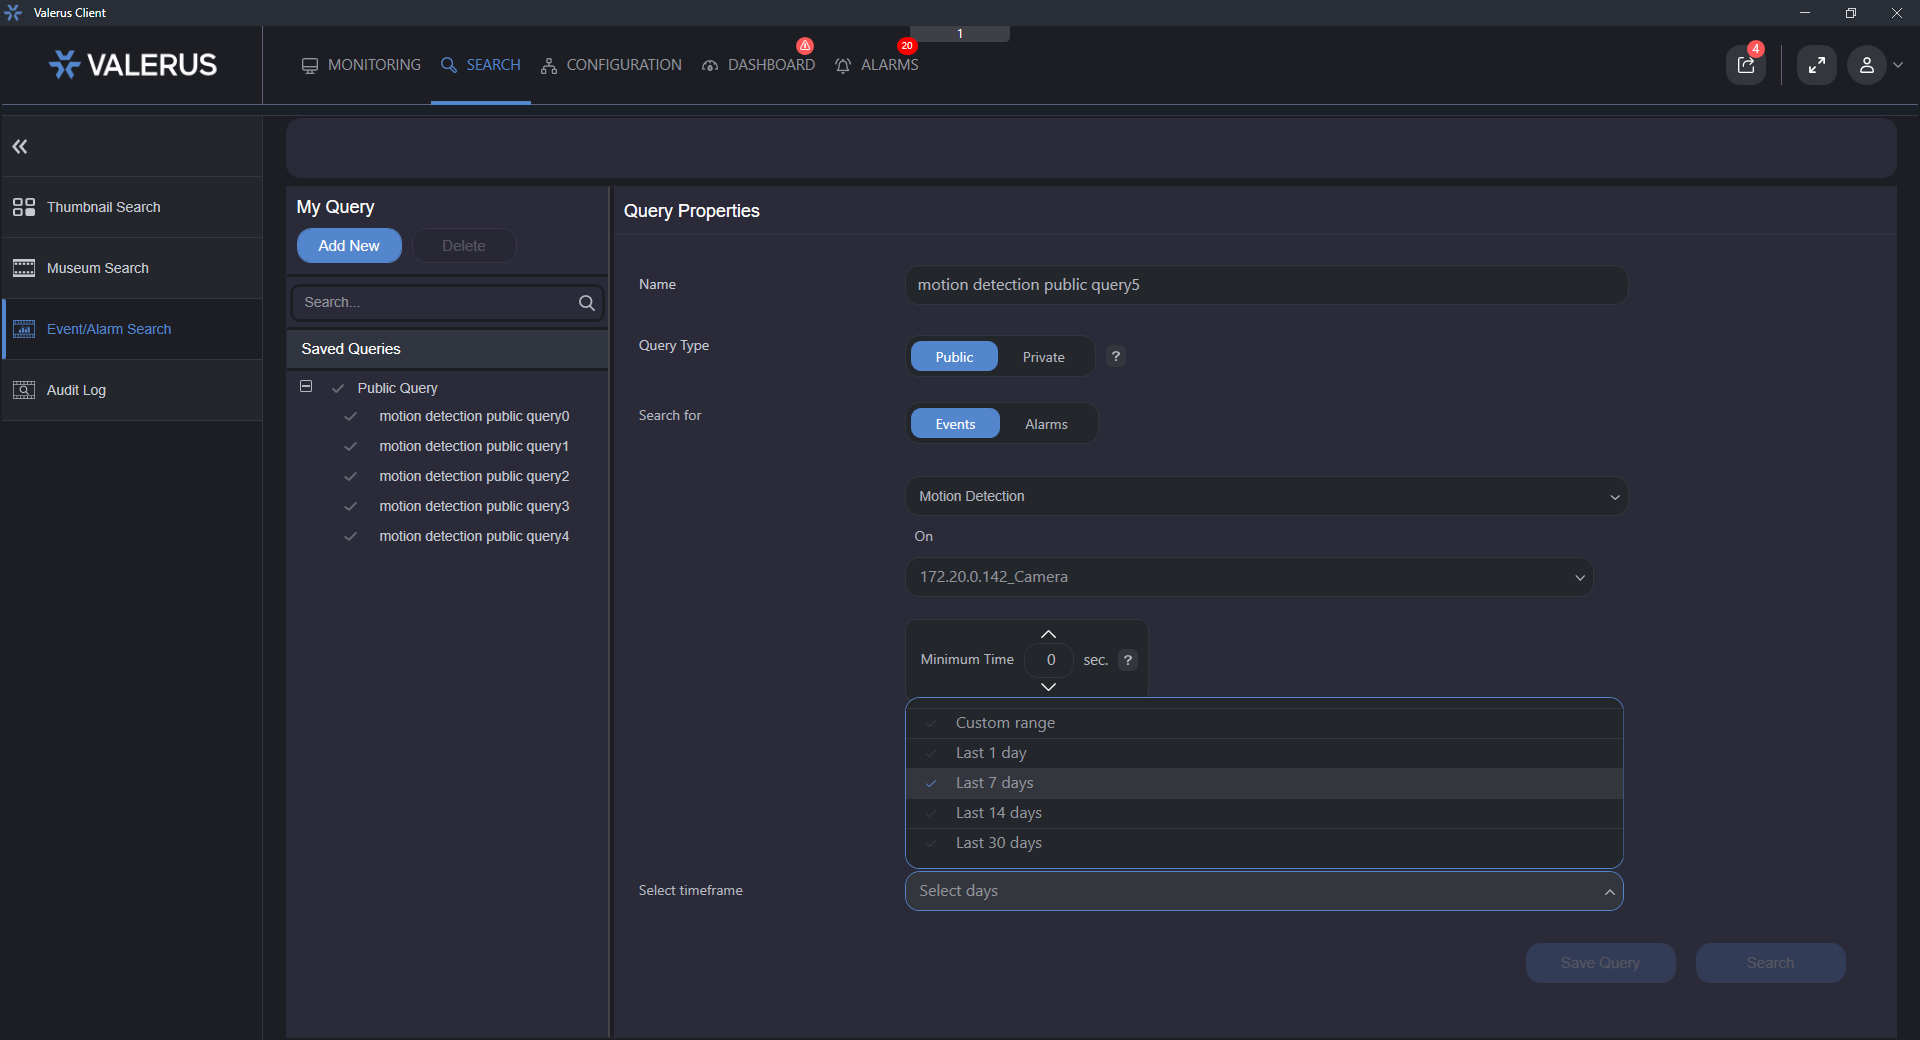 Valerus Client
1
VALERUS
MONITORING
SEARCH
CONFIGURATION
DASHBOARD
20
ALARMS
4
Thumbnail Search
Museum Search
Event/Alarm Search
Audit Log
My Query
Add New
Delete
Search...
Saved Queries
Public Query
motion detection public query0
motion detection public query1
motion detection public query2
motion detection public query3
motion detection public query4
Query Properties
Name
motion detection public query5
Query Type
Public
Private
?
Search for
Events
Alarms
Motion Detection
On
172.20.0.142_Camera
Minimum Time
0
sec.
?
Custom range
Last 1 day
Last 7 days
Last 14 days
Last 30 days
Select timeframe
Select days
Save Query
Search